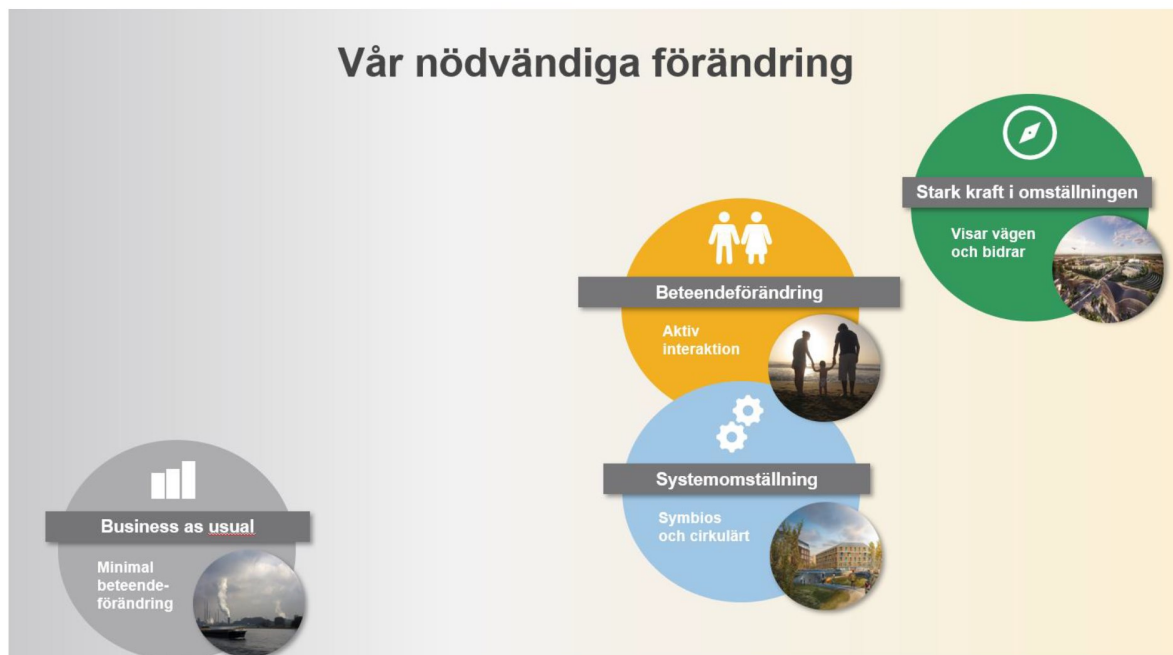 Vår nödvändiga förändring
Stark kraft i omställningen
Visar vägen
och bidrar
Beteendeförändring
Aktiv
interaktion
Systemomställning
Symbios
och cirkulärt
Business as usual
Minimal
beteende-
förändring